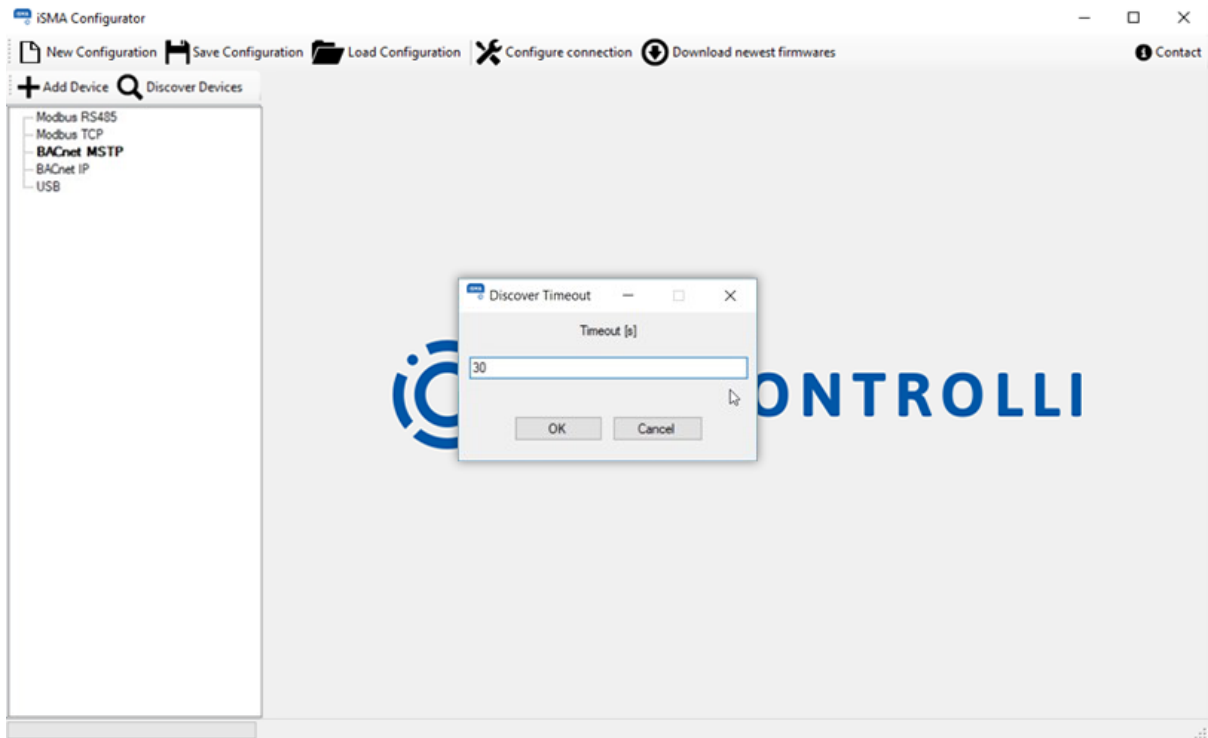 iSMA Configurator
New Configuration Save Configuration Load Configuration Configure connection Download newest firmwares Contact
Add Device Discover Devices
Modbus RS485
Modbus TCP
BACnet MSTP
BACnet IP
USB
Discover Timeout
Timeout [s]
30
OK Cancel
ONTROLLI